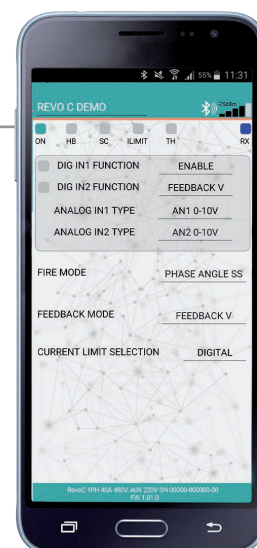 55% 11:31
REVO C DEMO -75dBm
ON HB SC ILIMIT TH RX
DIG IN1 FUNCTION ENABLE
DIG IN2 FUNCTION FEEDBACK V
ANALOG IN1 TYPE AN1 0-10V
ANALOG IN2 TYPE AN2 0-10V
FIRE MODE PHASE ANGLE SS
FEEDBACK MODE FEEDBACK V
CURRENT LIMIT SELECTION DIGITAL
RevoC 1PH 40A 480V AUX 220V SN 00000-000000-00
FW 1.01.0